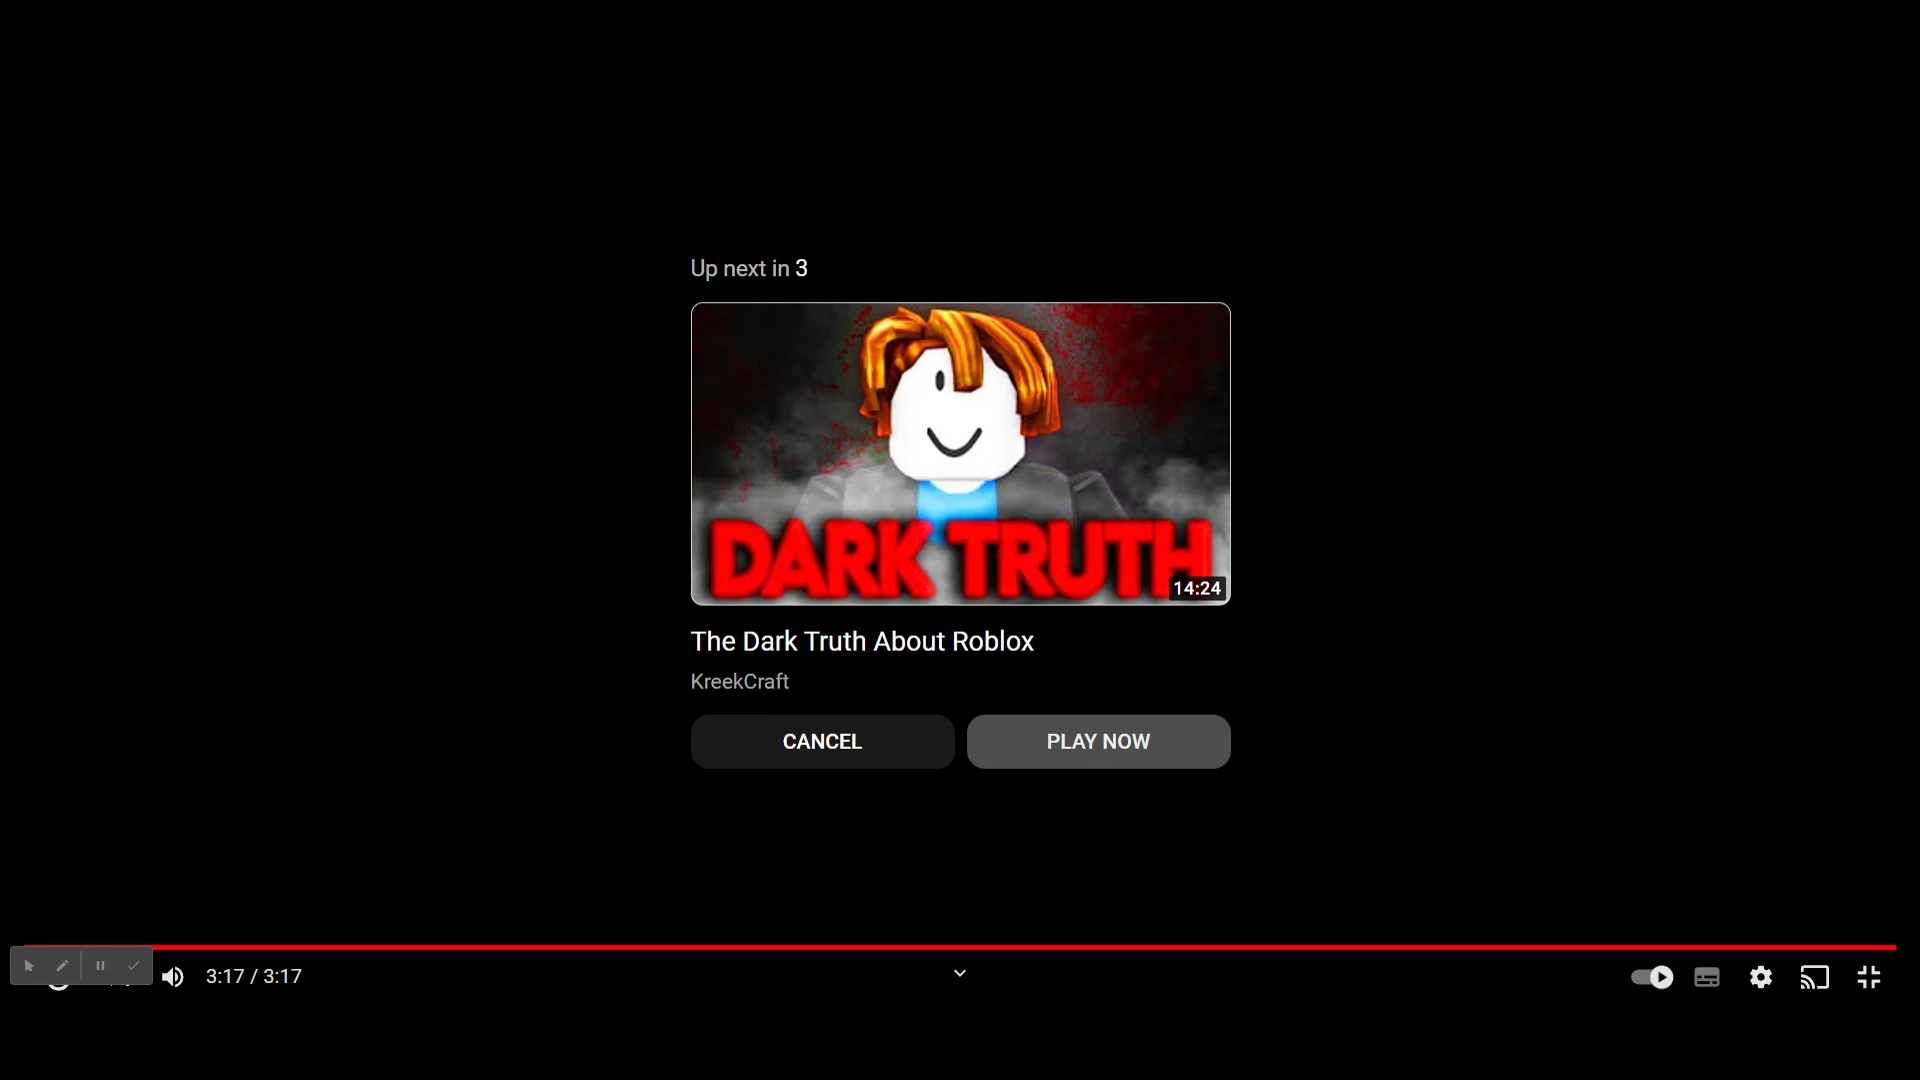 Up next in 3
DARK TRUTH
14:24
The Dark Truth About Roblox
KreekCraft
CANCEL
PLAY NOW
3:17 / 3:17